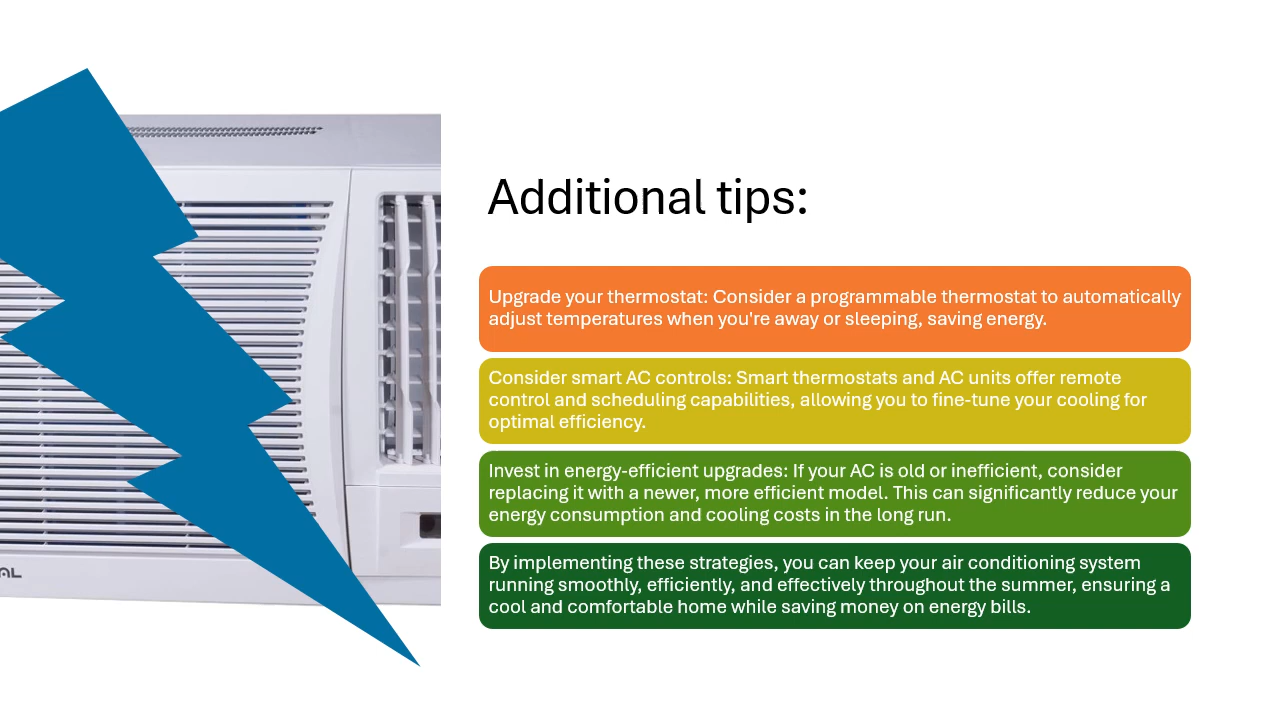 Additional tips:
Upgrade your thermostat: Consider a programmable thermostat to automatically
adjust temperatures when you're away or sleeping, saving energy.
Consider smart AC controls: Smart thermostats and AC units offer remote
control and scheduling capabilities, allowing you to fine-tune your cooling for
optimal efficiency.
Invest in energy-efficient upgrades: If your AC is old or inefficient, consider
replacing it with a newer, more efficient model. This can significantly reduce your
energy consumption and cooling costs in the long run.
By implementing these strategies, you can keep your air conditioning system
running smoothly, efficiently, and effectively throughout the summer, ensuring a
cool and comfortable home while saving money on energy bills.